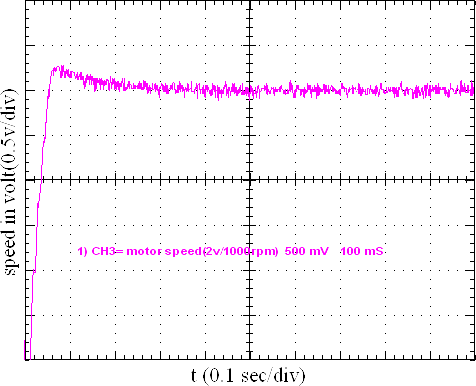 speed in volt(0.5v/div)
1) CH3= motor speed(2v/1000rpm) 500 mV 100 mS
t (0.1 sec/div)